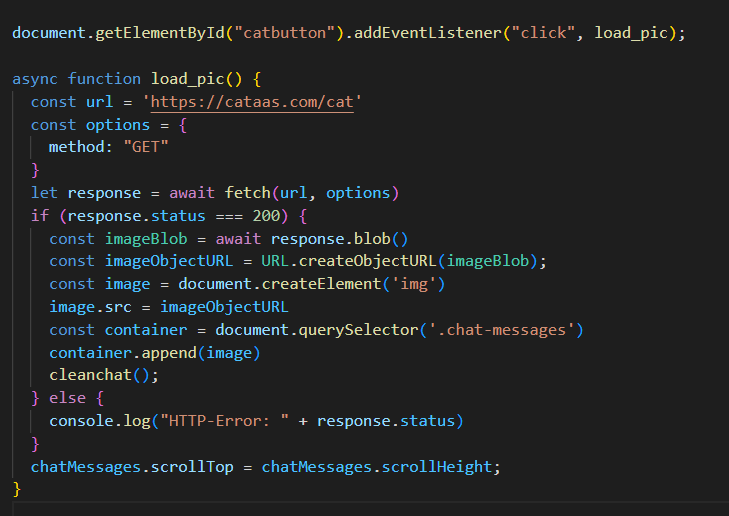 document.getElementById("catbutton").addEventListener("click", load_pic);
async function load_pic() {
const url = 'https://cataas.com/cat'
const options = {
method: "GET"
}
let response = await fetch(url, options)
if (response.status === 200) {
const imageBlob = await response.blob()
const imageObjectURL = URL.createObjectURL(imageBlob);
const image = document.createElement('img')
image.src = imageObjectURL
const container = document.querySelector('.chat-messages')
container.append(image)
cleanchat();
} else {
console.log("HTTP-Error: " + response.status)
}
chatMessages.scrollTop = chatMessages.scrollHeight;
}